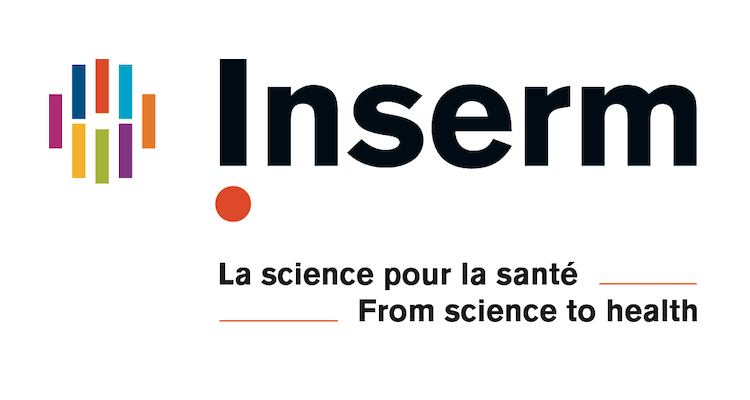 Inserm
La science pour la santé
From science to health